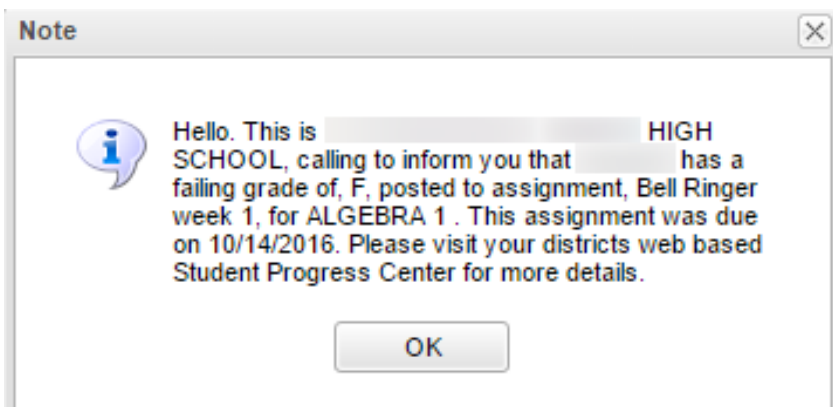 Note
Hello. This is HIGH
SCHOOL, calling to inform you that has a
failing grade of, F, posted to assignment, Bell Ringer
week 1, for ALGEBRA 1 . This assignment was due
on 10/14/2016. Please visit your districts web based
Student Progress Center for more details.
OK